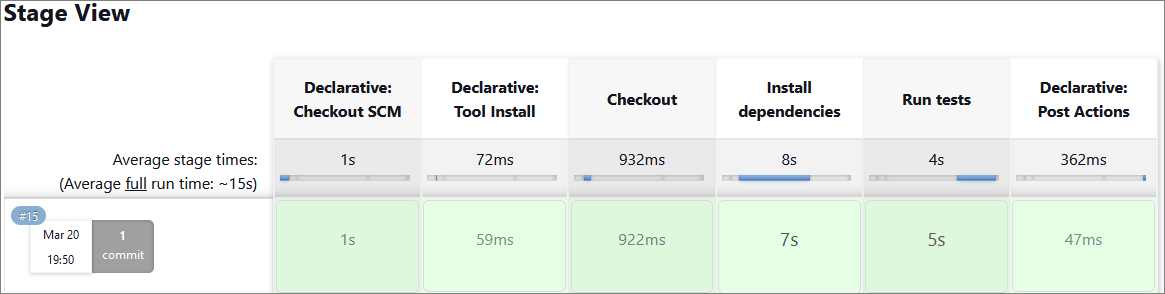 Stage View
Declarative: Checkout SCM
Declarative: Tool Install
Checkout
Install dependencies
Run tests
Declarative: Post Actions
Average stage times:
(Average full run time: ~15s)
1s
72ms
932ms
8s
4s
362ms
#15
Mar 20
19:50
1
commit
1s
59ms
922ms
7s
5s
47ms